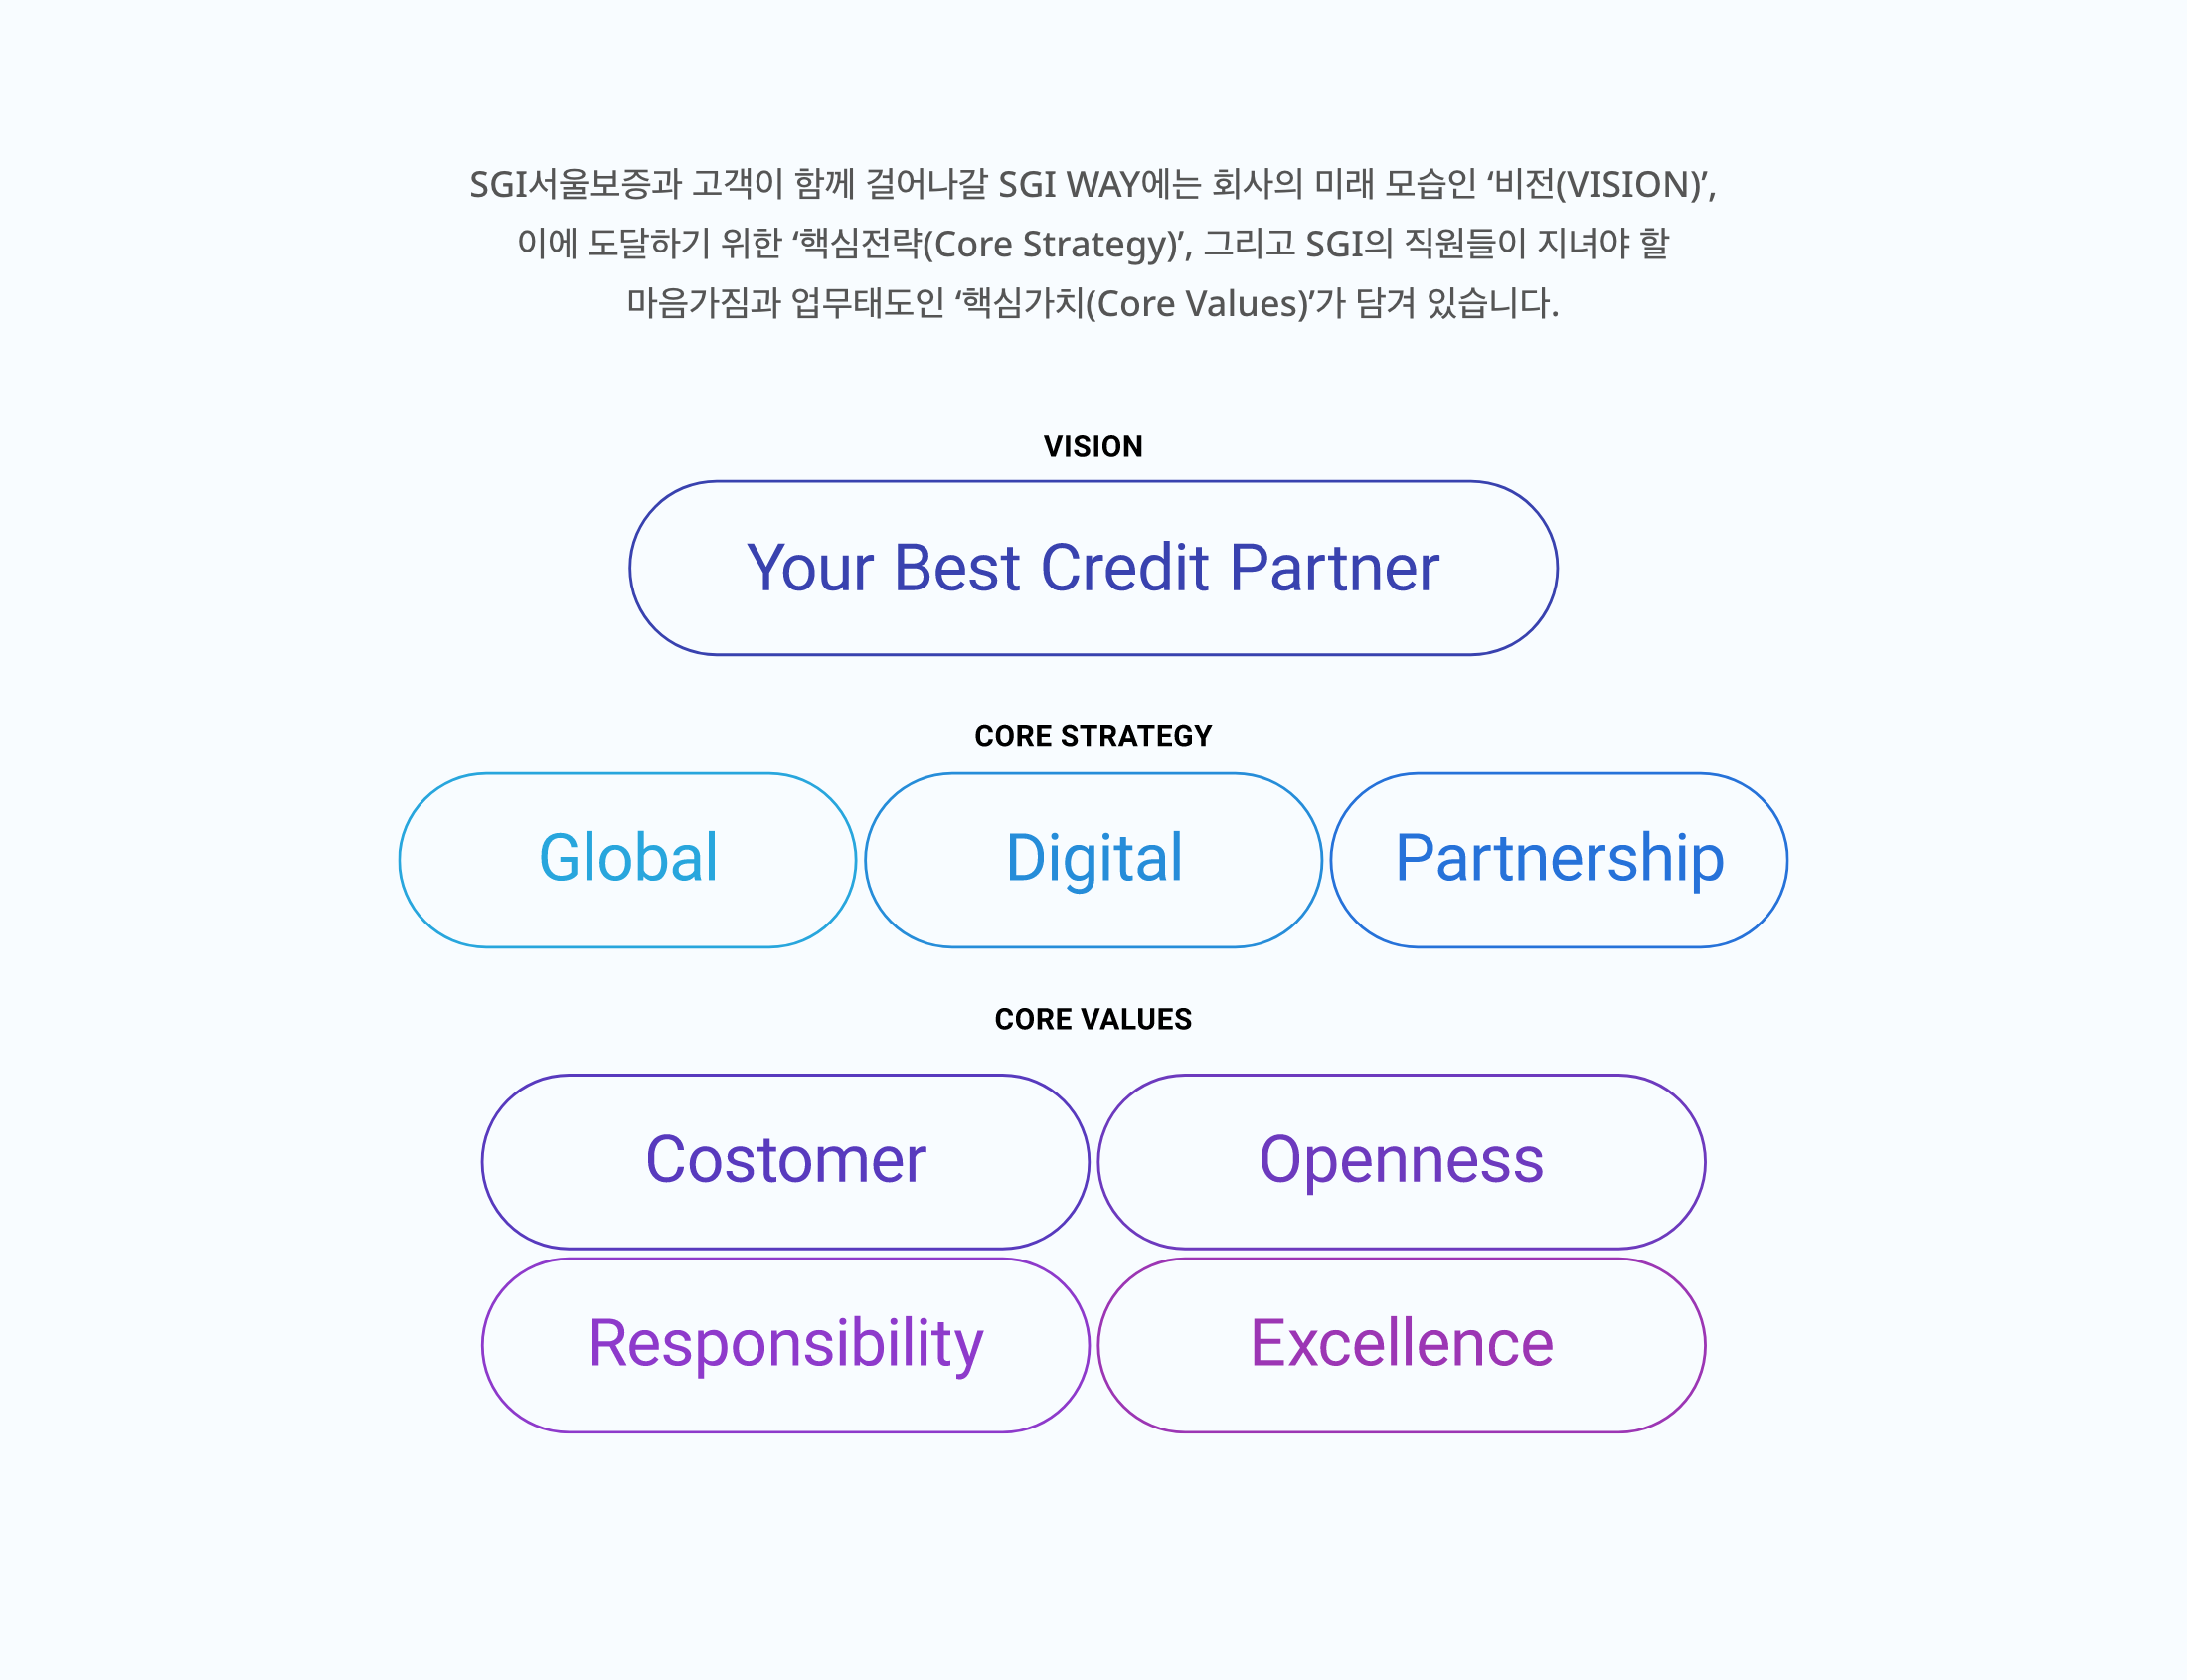 SGI서울보증과 고객이 함께 걸어나갈 SGI WAY에는 회사의 미래 모습인 ‘비전(VISION)’,
이에 도달하기 위한 ‘핵심전략(Core Strategy)’, 그리고 SGI의 직원들이 지녀야 할
마음가짐과 업무태도인 ‘핵심가치(Core Values)’가 담겨 있습니다.
VISION
Your Best Credit Partner
CORE STRATEGY
Global Digital Partnership
CORE VALUES
Costomer Openness
Responsibility Excellence